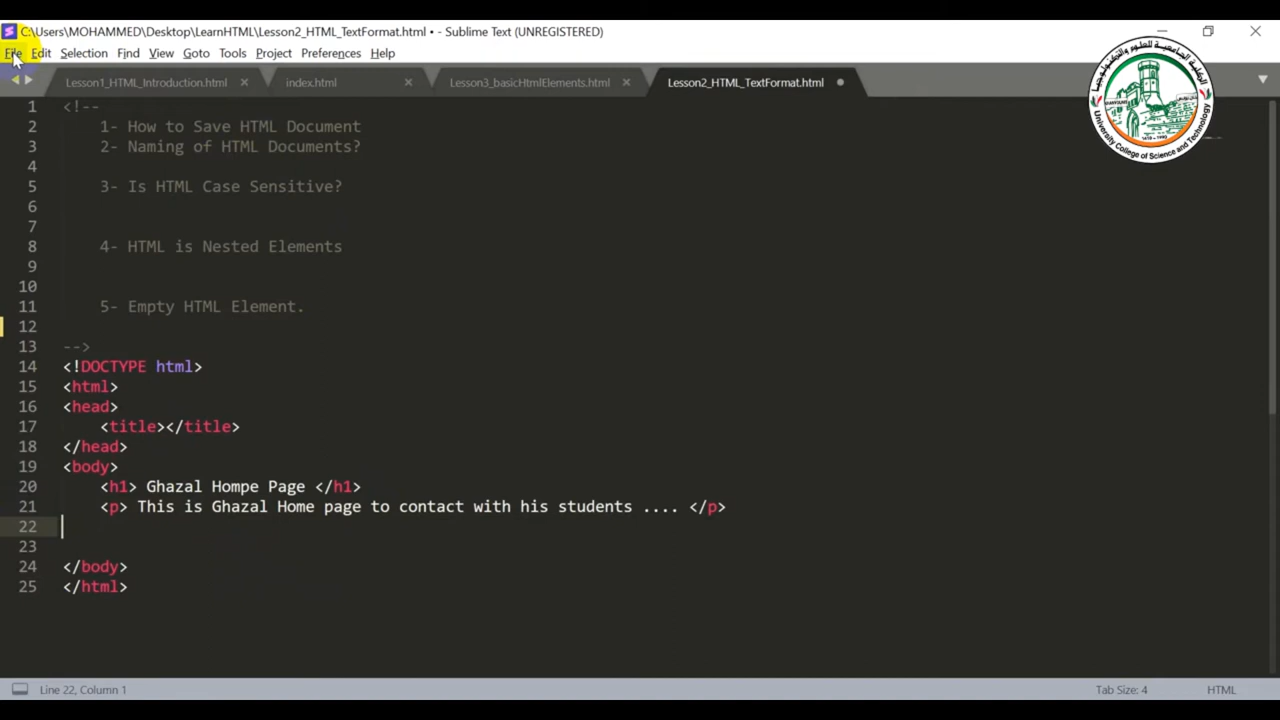 C:\Users\MOHAMMED\Desktop\LearnHTML\Lesson2_HTML_TextFormat.html • - Sublime Text (UNREGISTERED)
File Edit Selection Find View Goto Tools Project Preferences Help
Lesson1_HTML_Introduction.html × index.html × Lesson3_basicHtmlElements.html × Lesson2_HTML_TextFormat.html
الكلية الجامعية للعلوم والتكنولوجيا
University College of Science and Technology
1 <!--
2 1- How to Save HTML Document
3 2- Naming of HTML Documents?
4
5 3- Is HTML Case Sensitive?
6
7
8 4- HTML is Nested Elements
9
10
11 5- Empty HTML Element.
12
13 -->
14 <!DOCTYPE html>
15 <html>
16 <head>
17 <title></title>
18 </head>
19 <body>
20 <h1> Ghazal Hompe Page </h1>
21 <p> This is Ghazal Home page to contact with his students .... </p>
22
23
24 </body>
25 </html>
Line 22, Column 1 Tab Size: 4 HTML